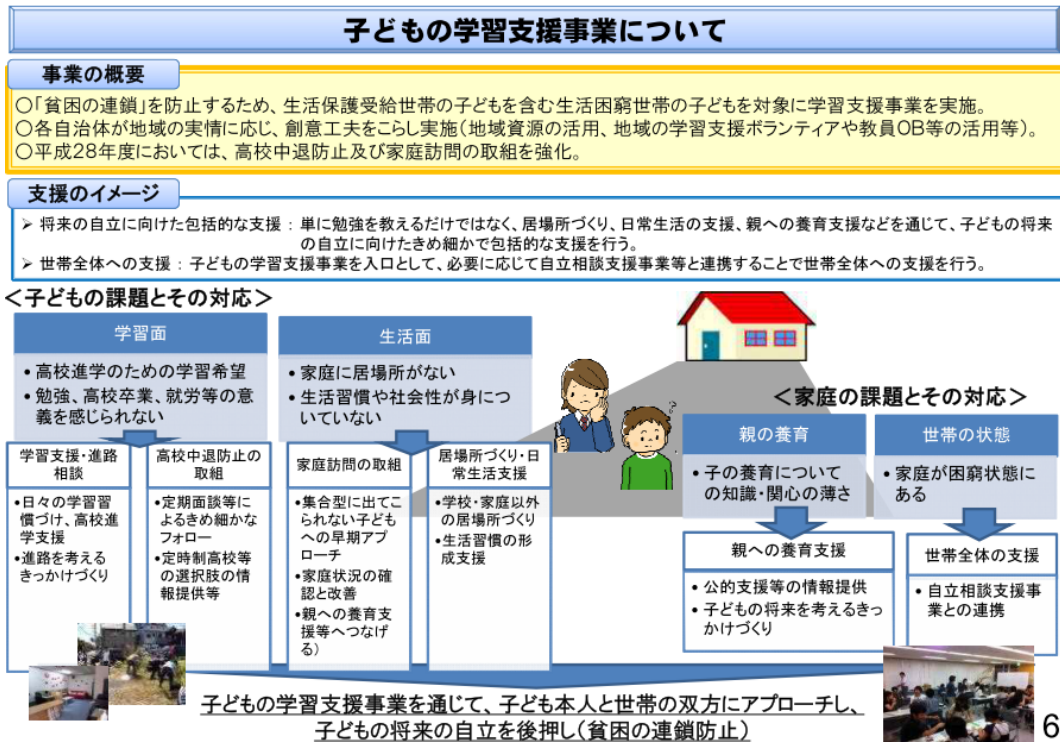 子どもの学習支援事業について
事業の概要
○「貧困の連鎖」を防止するため、生活保護受給世帯の子どもを含む生活困窮世帯の子どもを対象に学習支援事業を実施。
○各自治体が地域の実情に応じ、創意工夫をこらし実施(地域資源の活用、地域の学習支援ボランティアや教員OB等の活用等)。
○平成28年度においては、高校中退防止及び家庭訪問の取組を強化。
支援のイメージ
➢ 将来の自立に向けた包括的な支援 : 単に勉強を教えるだけではなく、居場所づくり、日常生活の支援、親への養育支援などを通じて、子どもの将来
の自立に向けたきめ細かで包括的な支援を行う。
➢ 世帯全体への支援 : 子どもの学習支援事業を入口として、必要に応じて自立相談支援事業等と連携することで世帯全体への支援を行う。
<子どもの課題とその対応>
学習面
• 高校進学のための学習希望
• 勉強、高校卒業、就労等の意
義を感じられない
学習支援・進路
相談
•日々の学習習
慣づけ、高校進
学支援
•進路を考える
きっかけづくり
高校中退防止の
取組
•定期面談等に
よるきめ細かな
フォロー
•定時制高校等
の選択肢の情
報提供等
生活面
• 家庭に居場所がない
• 生活習慣や社会性が身につ
いていない
家庭訪問の取組
•集合型に出てこ
られない子ども
への早期アプ
ローチ
•家庭状況の確
認と改善
•親への養育支
援等へつなげ
る)
居場所づくり・日
常生活支援
•学校・家庭以外
の居場所づくり
•生活習慣の形
成支援
<家庭の課題とその対応>
親の養育
• 子の養育について
の知識・関心の薄さ
親への養育支援
• 公的支援等の情報提供
• 子どもの将来を考えるきっ
かけづくり
世帯の状態
• 家庭が困窮状態に
ある
世帯全体の支援
• 自立相談支援事
業との連携
子どもの学習支援事業を通じて、子ども本人と世帯の双方にアプローチし、
子どもの将来の自立を後押し(貧困の連鎖防止)
6